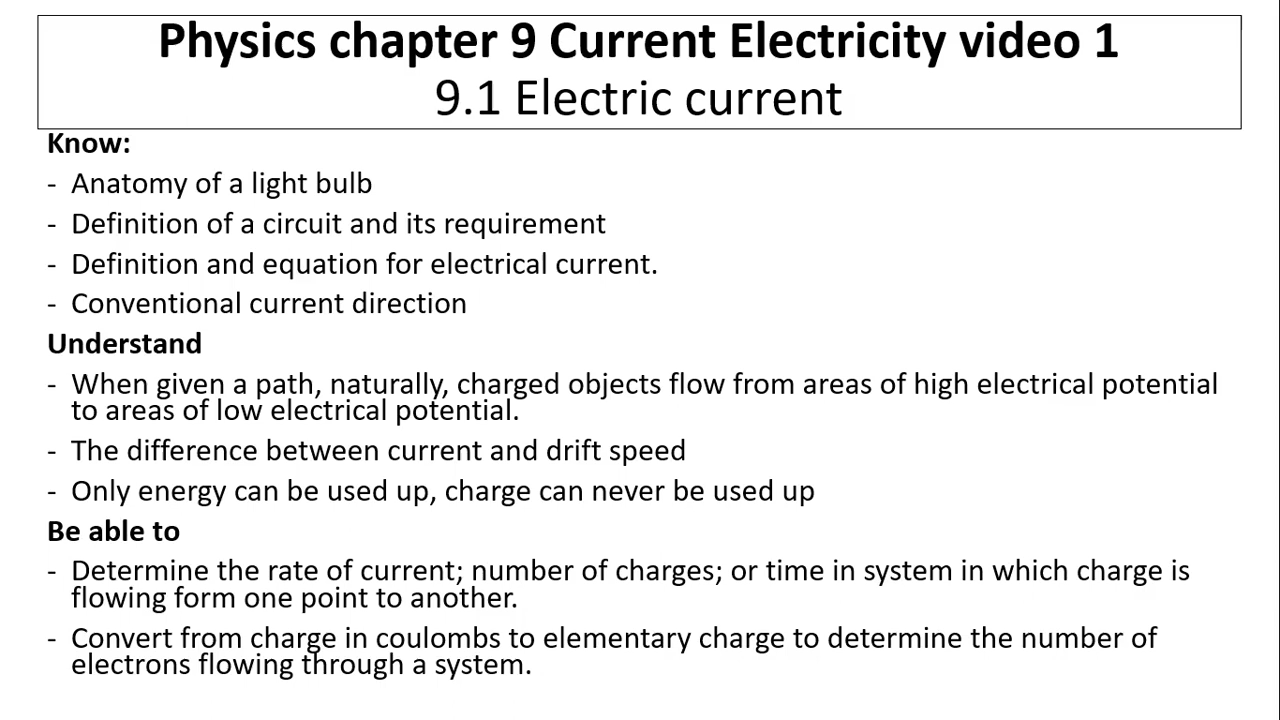 Physics chapter 9 Current Electricity video 1
9.1 Electric current
Know:
- Anatomy of a light bulb
- Definition of a circuit and its requirement
- Definition and equation for electrical current.
- Conventional current direction
Understand
- When given a path, naturally, charged objects flow from areas of high electrical potential
to areas of low electrical potential.
- The difference between current and drift speed
- Only energy can be used up, charge can never be used up
Be able to
- Determine the rate of current; number of charges; or time in system in which charge is
flowing form one point to another.
- Convert from charge in coulombs to elementary charge to determine the number of
electrons flowing through a system.